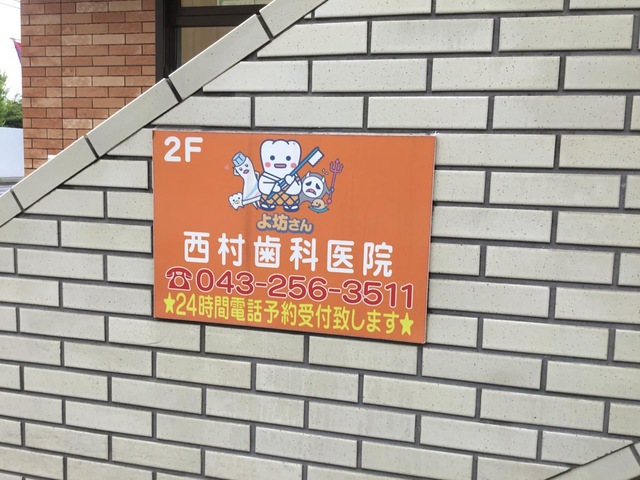 2F
よ坊さん
西村歯科医院
☎043-256-3511
★24時間電話予約受付致します★